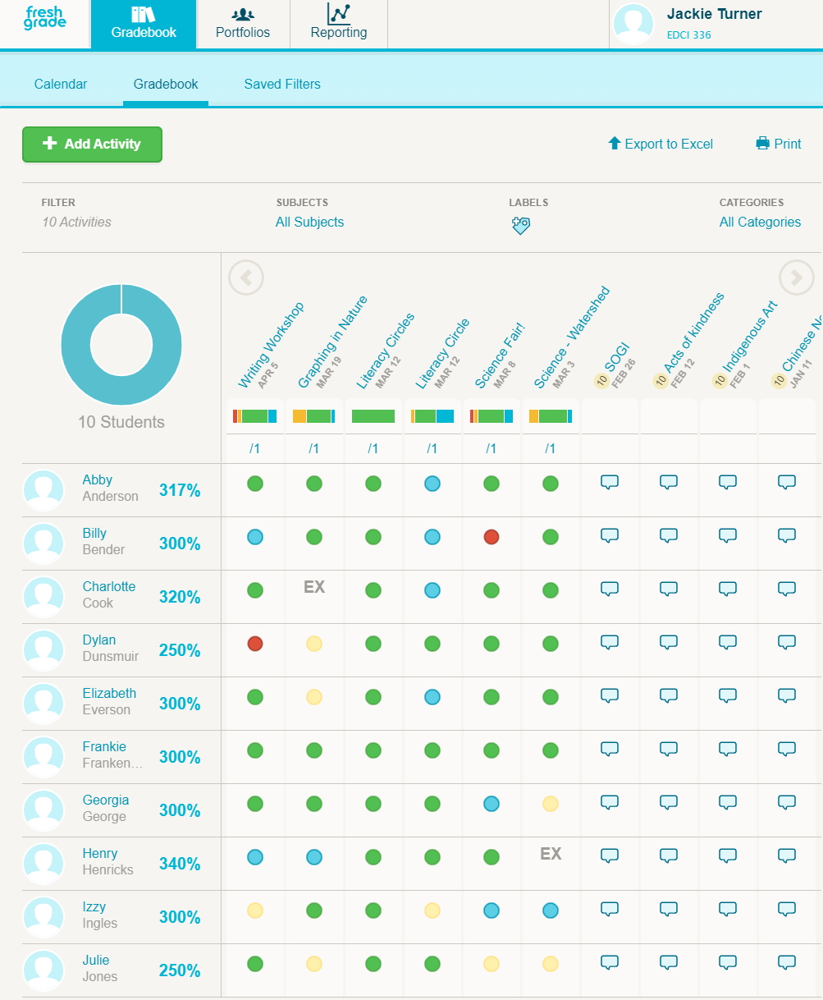 fresh
grade
Gradebook
Portfolios
Reporting
Jackie Turner
EDCI 336
Calendar
Gradebook
Saved Filters
Add Activity
Export to Excel
Print
FILTER
SUBJECTS
LABELS
CATEGORIES
10 Activities
All Subjects
All Categories
10 Students
Writing Workshop
APR 5
Graphing in Nature
MAR 19
Literacy Circles
MAR 12
Literacy Circle
MAR 12
Science Fair!
MAR 8
Science - Watershed
MAR 3
10 SOGI
FEB 26
10 Acts of kindness
FEB 12
10 Indigenous Art
FEB 1
10 Chinese
JAN 11
/1 /1 /1 /1 /1 /1
Abby
Anderson
317%
Billy
Bender
300%
Charlotte
Cook
320%
EX
Dylan
Dunsmuir
250%
Elizabeth
Everson
300%
Frankie
Franken...
300%
Georgia
George
300%
Henry
Henricks
340%
EX
Izzy
Ingles
300%
Julie
Jones
250%